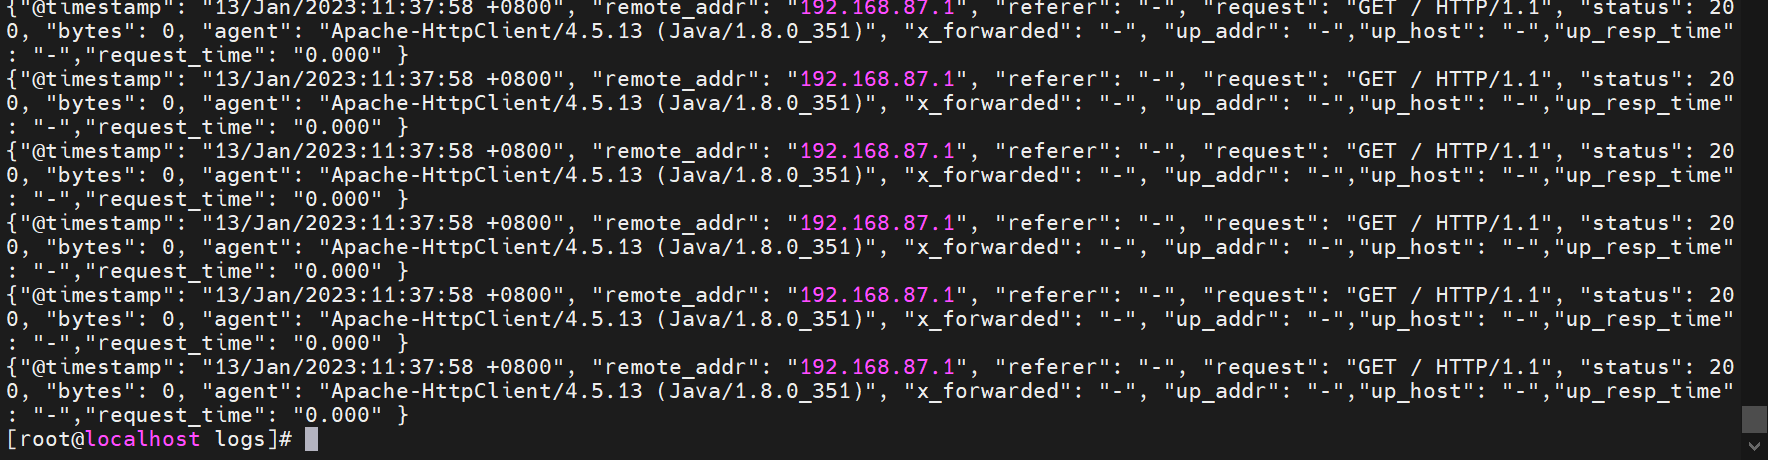 {"@timestamp": "13/Jan/2023:11:37:58 +0800", "remote_addr": "192.168.87.1", "referer": "-", "request": "GET / HTTP/1.1", "status": 20
0, "bytes": 0, "agent": "Apache-HttpClient/4.5.13 (Java/1.8.0_351)", "x_forwarded": "-", "up_addr": "-","up_host": "-","up_resp_time"
: "-","request_time": "0.000" }
{"@timestamp": "13/Jan/2023:11:37:58 +0800", "remote_addr": "192.168.87.1", "referer": "-", "request": "GET / HTTP/1.1", "status": 20
0, "bytes": 0, "agent": "Apache-HttpClient/4.5.13 (Java/1.8.0_351)", "x_forwarded": "-", "up_addr": "-","up_host": "-","up_resp_time"
: "-","request_time": "0.000" }
{"@timestamp": "13/Jan/2023:11:37:58 +0800", "remote_addr": "192.168.87.1", "referer": "-", "request": "GET / HTTP/1.1", "status": 20
0, "bytes": 0, "agent": "Apache-HttpClient/4.5.13 (Java/1.8.0_351)", "x_forwarded": "-", "up_addr": "-","up_host": "-","up_resp_time"
: "-","request_time": "0.000" }
{"@timestamp": "13/Jan/2023:11:37:58 +0800", "remote_addr": "192.168.87.1", "referer": "-", "request": "GET / HTTP/1.1", "status": 20
0, "bytes": 0, "agent": "Apache-HttpClient/4.5.13 (Java/1.8.0_351)", "x_forwarded": "-", "up_addr": "-","up_host": "-","up_resp_time"
: "-","request_time": "0.000" }
{"@timestamp": "13/Jan/2023:11:37:58 +0800", "remote_addr": "192.168.87.1", "referer": "-", "request": "GET / HTTP/1.1", "status": 20
0, "bytes": 0, "agent": "Apache-HttpClient/4.5.13 (Java/1.8.0_351)", "x_forwarded": "-", "up_addr": "-","up_host": "-","up_resp_time"
: "-","request_time": "0.000" }
{"@timestamp": "13/Jan/2023:11:37:58 +0800", "remote_addr": "192.168.87.1", "referer": "-", "request": "GET / HTTP/1.1", "status": 20
0, "bytes": 0, "agent": "Apache-HttpClient/4.5.13 (Java/1.8.0_351)", "x_forwarded": "-", "up_addr": "-","up_host": "-","up_resp_time"
: "-","request_time": "0.000" }
[root@localhost logs]#